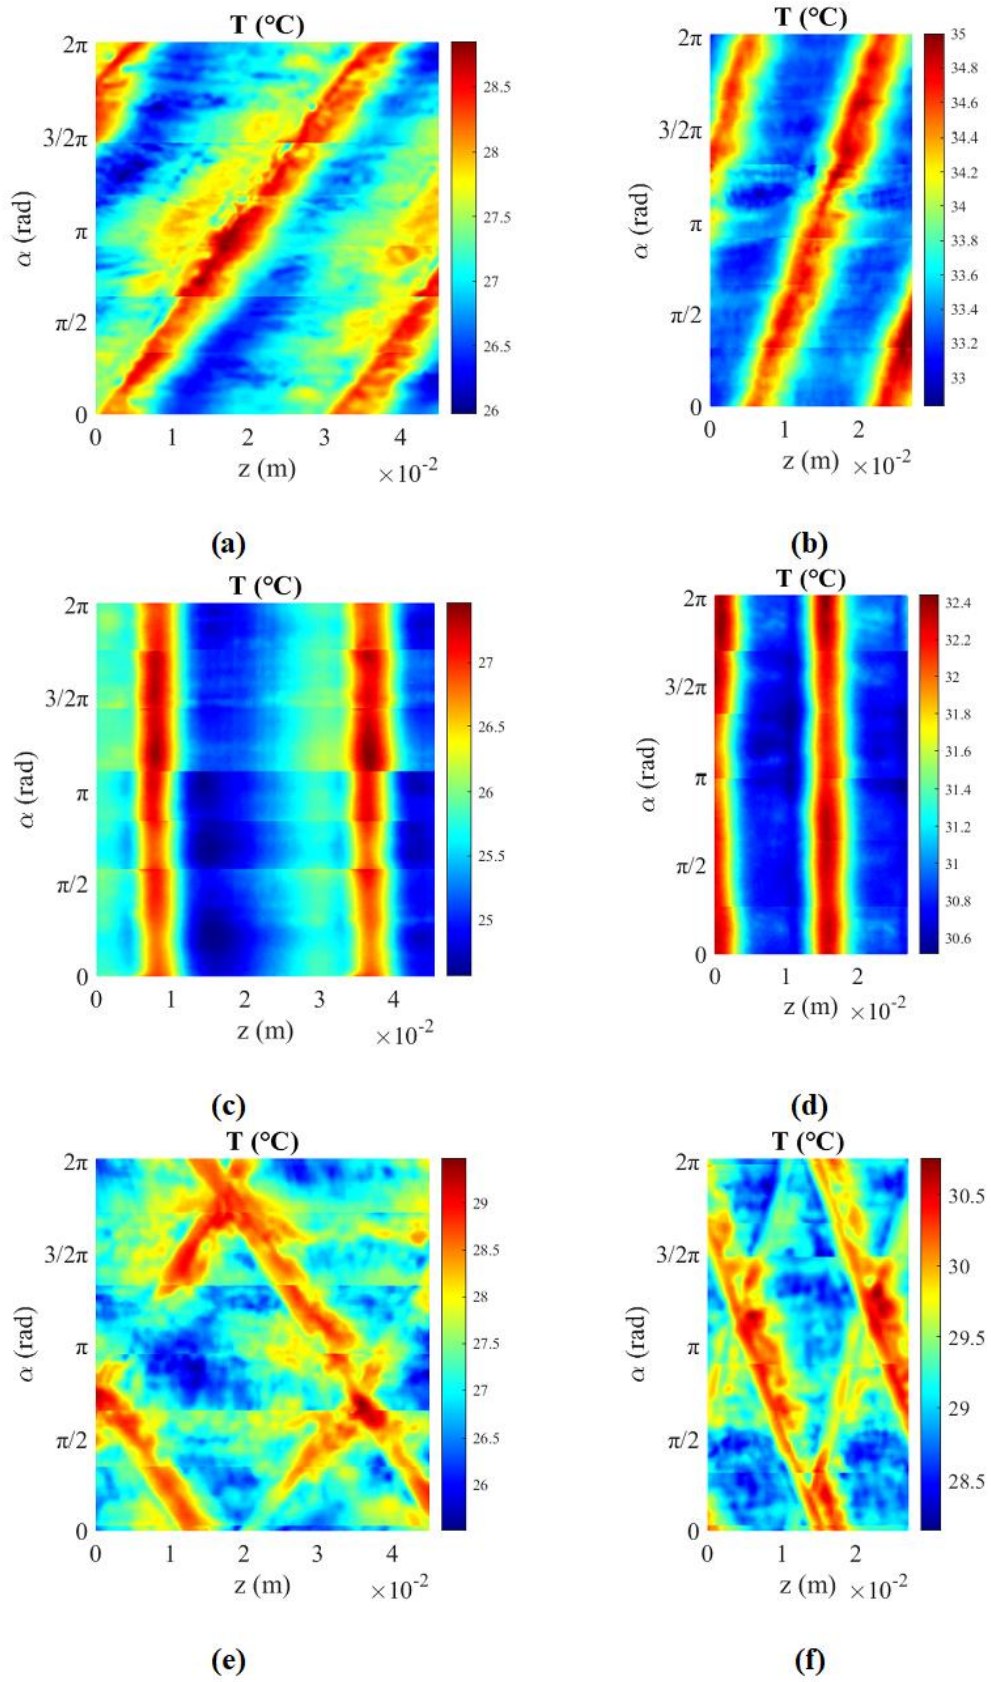 T (°C)
2π
3/2π
π
π/2
0
α (rad)
0 1 2 3 4
z (m) ×10-2
28.5
28
27.5
27
26.5
26
(a)
T (°C)
2π
3/2π
π
π/2
0
α (rad)
0 1 2
z (m) ×10-2
35
34.8
34.6
34.4
34.2
34
33.8
33.6
33.4
33.2
33
(b)
T (°C)
2π
3/2π
π
π/2
0
α (rad)
0 1 2 3 4
z (m) ×10-2
27
26.5
26
25.5
25
(c)
T (°C)
2π
3/2π
π
π/2
0
α (rad)
0 1 2
z (m) ×10-2
32.4
32.2
32
31.8
31.6
31.4
31.2
31
30.8
30.6
(d)
T (°C)
2π
3/2π
π
π/2
0
α (rad)
0 1 2 3 4
z (m) ×10-2
29
28.5
28
27.5
27
26.5
26
(e)
T (°C)
2π
3/2π
π
π/2
0
α (rad)
0 1 2
z (m) ×10-2
30.5
30
29.5
29
28.5
(f)